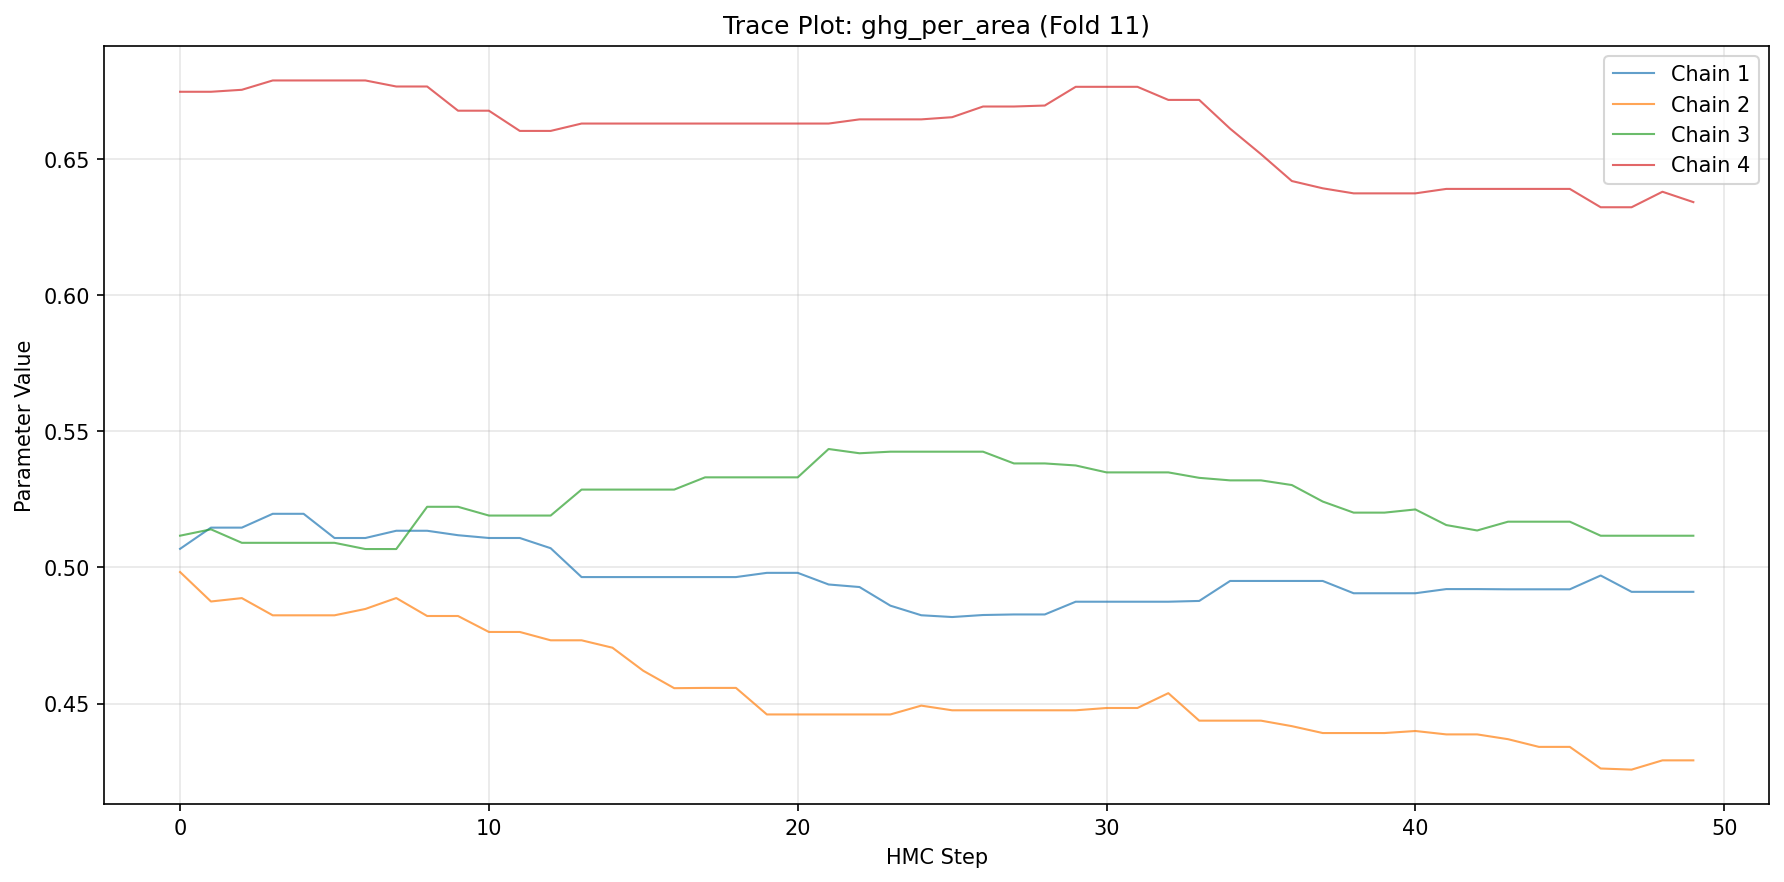 Trace Plot: ghg_per_area (Fold 11)
Chain 1
Chain 2
Chain 3
Chain 4
Parameter Value
0.65
0.60
0.55
0.50
0.45
0 10 20 30 40 50
HMC Step